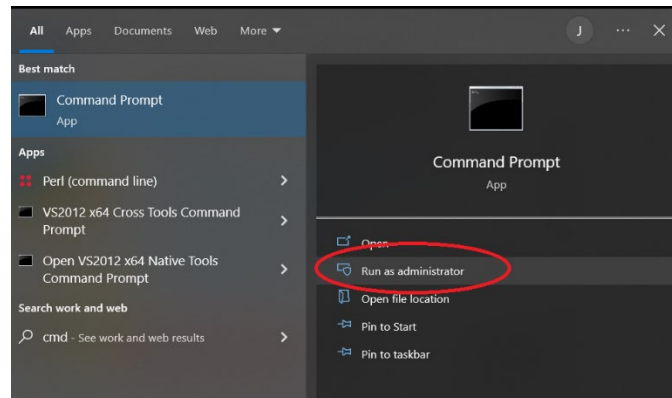 All Apps Documents Web More
J
Best match
Command Prompt
App
Apps
Perl (command line)
VS2012 x64 Cross Tools Command
Prompt
Open VS2012 x64 Native Tools
Command Prompt
Search work and web
cmd - See work and web results
Command Prompt
App
Open
Run as administrator
Open file location
Pin to Start
Pin to taskbar